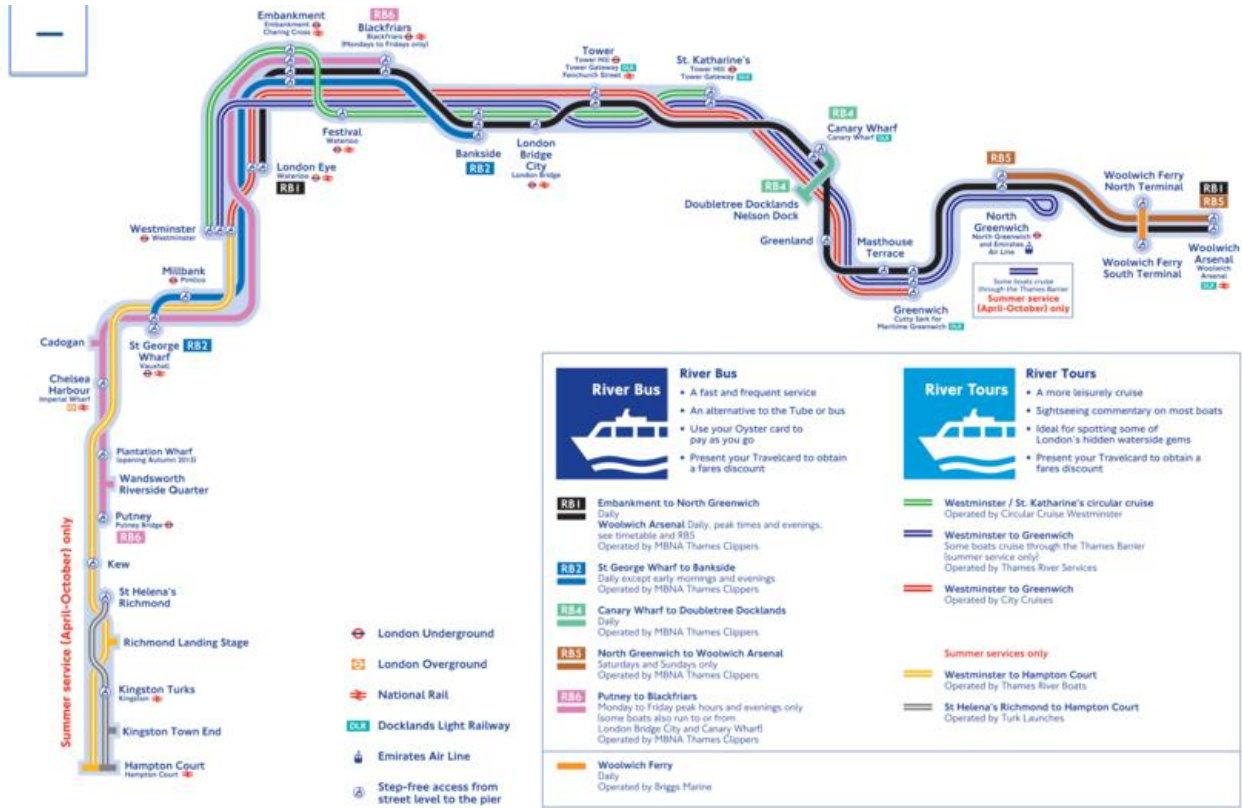 Embankment
Embankment
Charing Cross
RB6
Blackfriars
Blackfriars
(Mondays to Fridays only)
Tower
Tower Hill
Tower Gateway DLR
Fenchurch Street
St. Katharine's
Tower Hill
Tower Gateway DLR
Festival
Waterloo
Bankside
RB2
London
Bridge
City
London Bridge
RB4
Canary Wharf
Canary Wharf DLR
London Eye
Waterloo
RB1
RB4
Doubletree Docklands
Nelson Dock
RB5
Woolwich Ferry
North Terminal
RB1
RB5
Westminster
Westminster
Greenland
Masthouse
Terrace
North
Greenwich
North Greenwich
and Emirates
Air Line
Woolwich Ferry
South Terminal
Woolwich
Arsenal
Woolwich
Arsenal
DLR
Millbank
Pimlico
Some boats cruise
through the Thames Barrier
Summer service
(April-October) only
Greenwich
Cutty Sark for
Maritime Greenwich DLR
Cadogan
St George
Wharf
Vauxhall
RB2
Chelsea
Harbour
Imperial Wharf
Plantation Wharf
(opening Autumn 2015)
Wandsworth
Riverside Quarter
Putney
Putney Bridge
RB6
Kew
St Helena's
Richmond
Richmond Landing Stage
Kingston Turks
Kingston
Kingston Town End
Hampton Court
Hampton Court
Summer service (April-October) only
London Underground
London Overground
National Rail
DLR Docklands Light Railway
Emirates Air Line
Step-free access from
street level to the pier
River Bus
River Bus
• A fast and frequent service
• An alternative to the Tube or bus
• Use your Oyster card to
pay as you go
• Present your Travelcard to obtain
a fares discount
RB1 Embankment to North Greenwich
Daily
Woolwich Arsenal Daily, peak times and evenings,
see timetable and RB5
Operated by MBNA Thames Clippers
RB2 St George Wharf to Bankside
Daily except early mornings and evenings
Operated by MBNA Thames Clippers
RB4 Canary Wharf to Doubletree Docklands
Daily
Operated by MBNA Thames Clippers
RB5 North Greenwich to Woolwich Arsenal
Saturdays and Sundays only
Operated by MBNA Thames Clippers
RB6 Putney to Blackfriars
Monday to Friday peak hours and evenings only
(some boats also run to or from
London Bridge City and Canary Wharf)
Operated by MBNA Thames Clippers
Woolwich Ferry
Daily
Operated by Briggs Marine
River Tours
River Tours
• A more leisurely cruise
• Sightseeing commentary on most boats
• Ideal for spotting some of
London's hidden waterside gems
• Present your Travelcard to obtain a
fares discount
Westminster / St. Katharine's circular cruise
Operated by Circular Cruise Westminster
Westminster to Greenwich
Some boats cruise through the Thames Barrier
(summer service only)
Operated by Thames River Services
Westminster to Greenwich
Operated by City Cruises
Summer services only
Westminster to Hampton Court
Operated by Thames River Boats
St Helena's Richmond to Hampton Court
Operated by Turk Launches